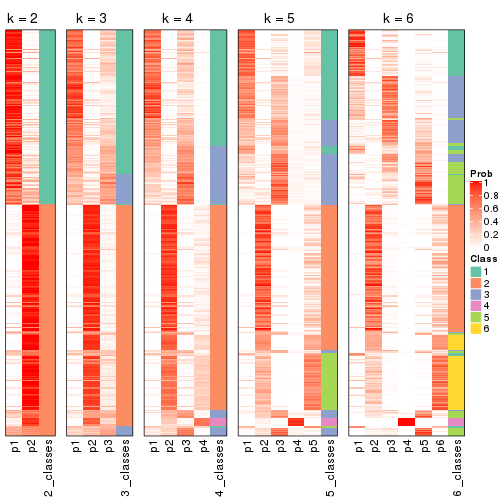 k = 2
k = 3
k = 4
k = 5
k = 6
Prob
1
0.8
0.6
0.4
0.2
0
Class
1
2
3
4
5
6
p1
p2
2_classes
p1
p2
p3
3_classes
p1
p2
p3
p4
4_classes
p1
p2
p3
p4
p5
5_classes
p1
p2
p3
p4
p5
p6
6_classes